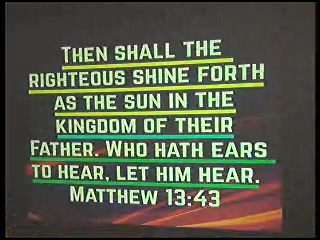 Then shall the
righteous shine forth
as the sun in the
kingdom of their
Father. Who hath ears
to hear, let him hear.
Matthew 13:43